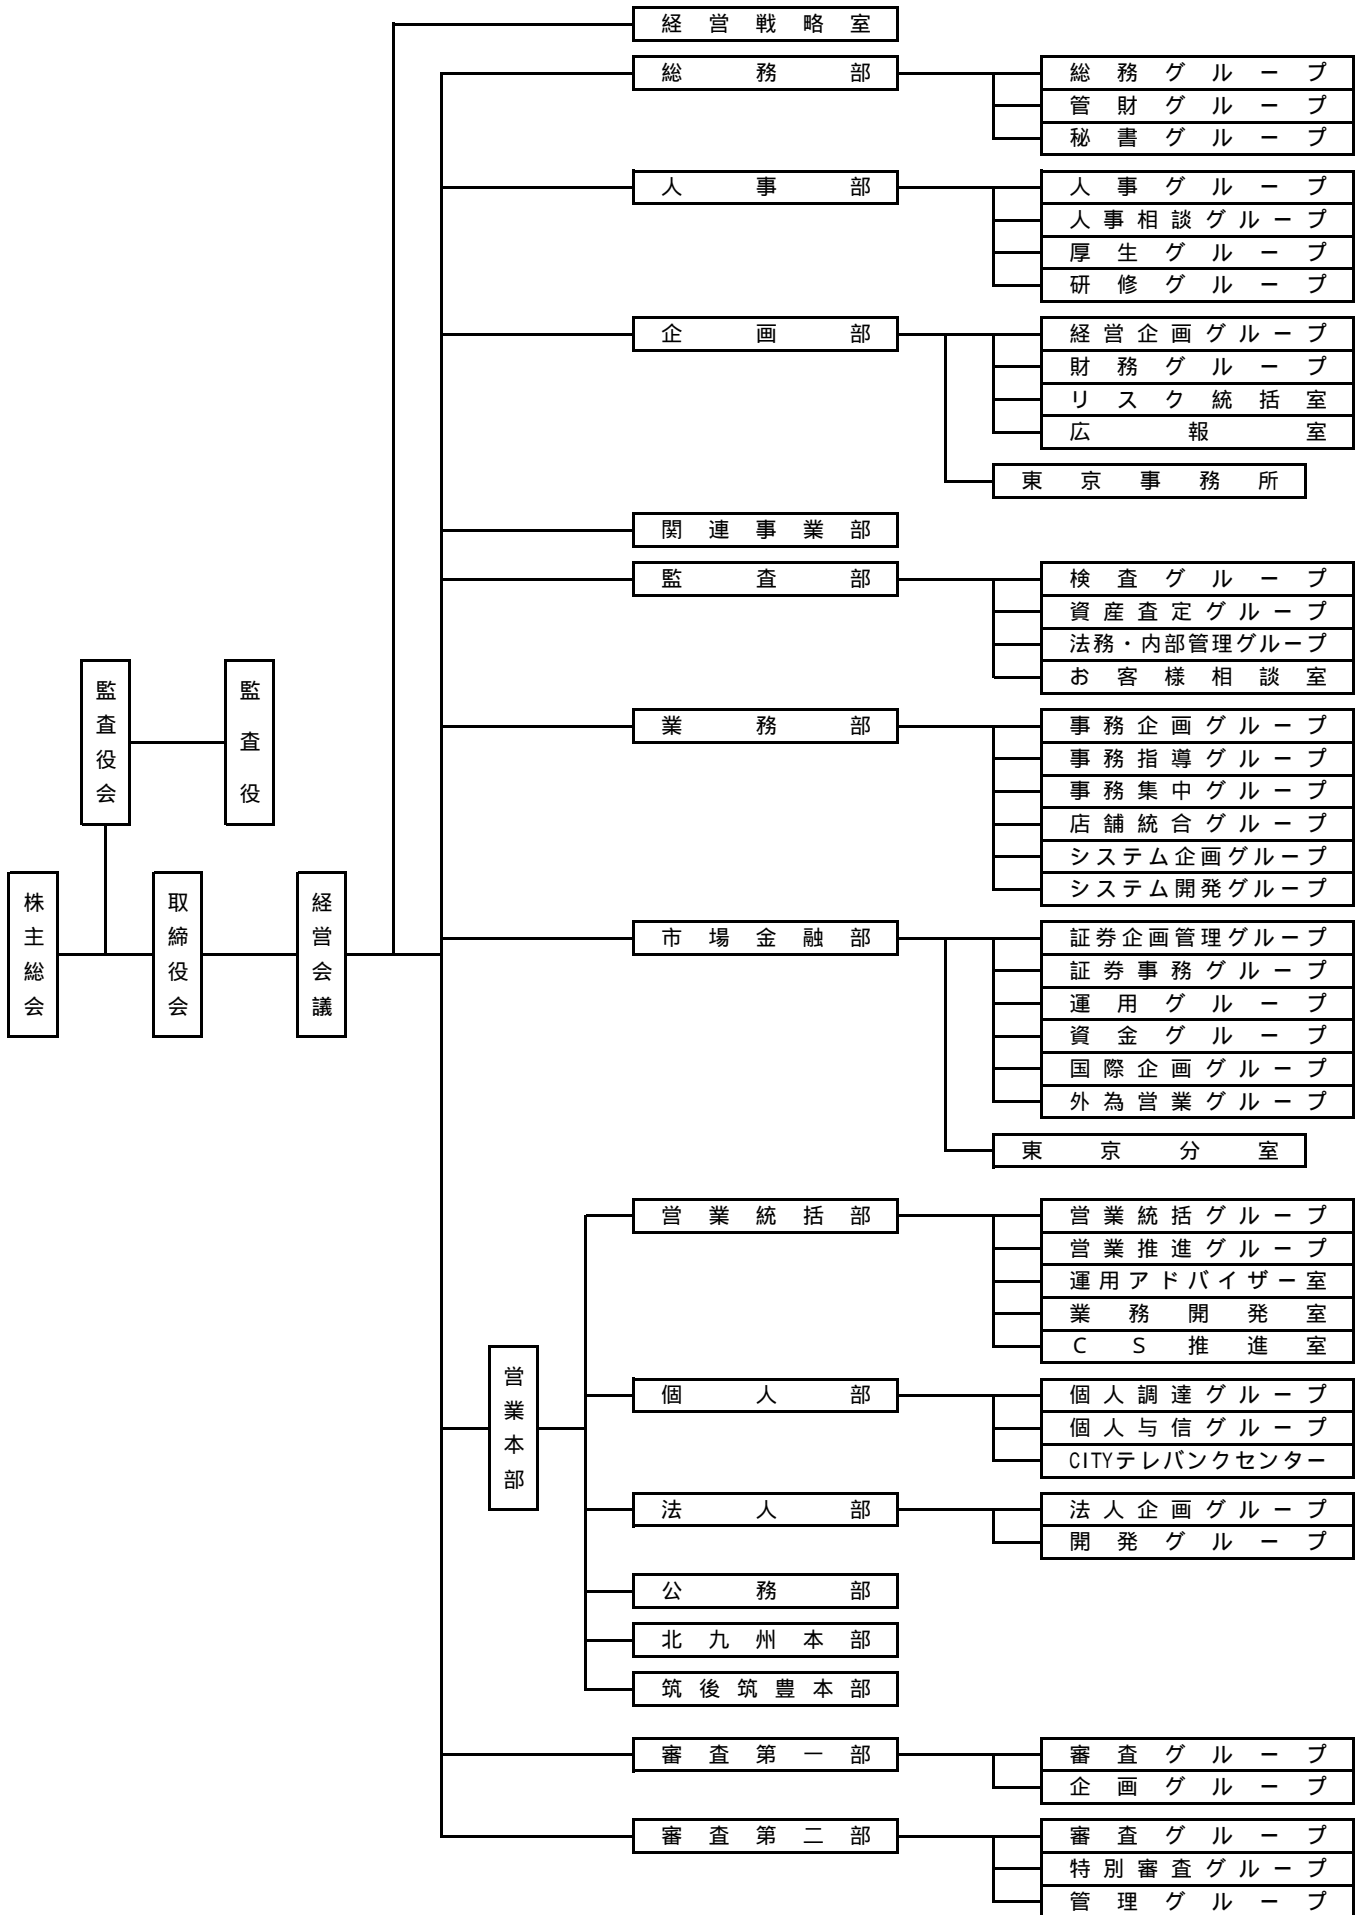 経営戦略室
総務部
総務グループ
管財グループ
秘書グループ
人事部
人事グループ
人事相談グループ
厚生グループ
研修グループ
企画部
経営企画グループ
財務グループ
リスク統括室
広報室
東京事務所
関連事業部
監査部
検査グループ
資産査定グループ
法務・内部管理グループ
お客様相談室
監査役会
監査役
業務部
事務企画グループ
事務指導グループ
事務集中グループ
店舗統合グループ
システム企画グループ
システム開発グループ
株主総会
取締役会
経営会議
市場金融部
証券企画管理グループ
証券事務グループ
運用グループ
資金グループ
国際企画グループ
外為営業グループ
東京分室
営業本部
営業統括部
営業統括グループ
営業推進グループ
運用アドバイザー室
業務開発室
CS推進室
個人部
個人調達グループ
個人与信グループ
CITYテレバンクセンター
法人部
法人企画グループ
開発グループ
公務部
北九州本部
筑後筑豊本部
審査第一部
審査グループ
企画グループ
審査第二部
審査グループ
特別審査グループ
管理グループ